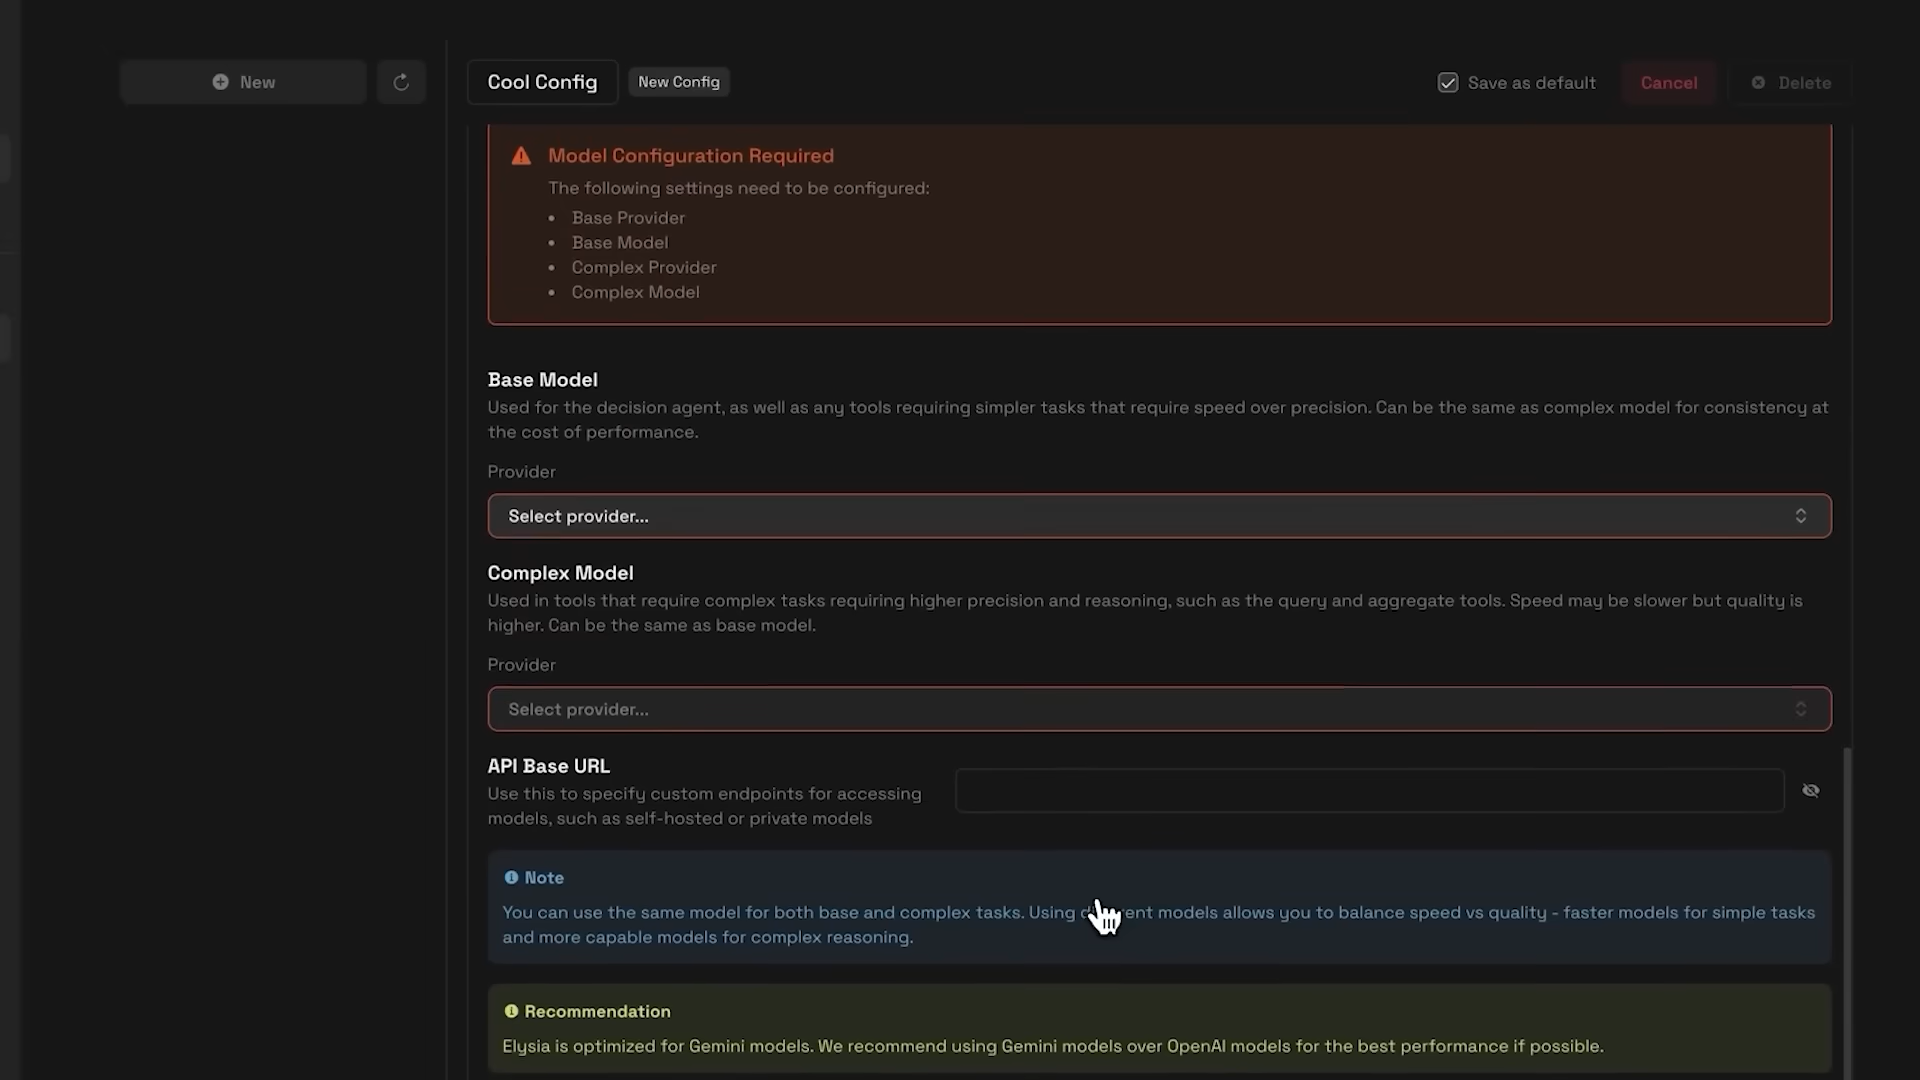 New
Cool Config
New Config
Save as default
Cancel
Delete
Model Configuration Required
The following settings need to be configured:
• Base Provider
• Base Model
• Complex Provider
• Complex Model
Base Model
Used for the decision agent, as well as any tools requiring simpler tasks that require speed over precision. Can be the same as complex model for consistency at
the cost of performance.
Provider
Select provider...
Complex Model
Used in tools that require complex tasks requiring higher precision and reasoning, such as the query and aggregate tools. Speed may be slower but quality is
higher. Can be the same as base model.
Provider
Select provider...
API Base URL
Use this to specify custom endpoints for accessing
models, such as self-hosted or private models
Note
You can use the same model for both base and complex tasks. Using models allows you to balance speed vs quality - faster models for simple tasks
and more capable models for complex reasoning.
Recommendation
Elysia is optimized for Gemini models. We recommend using Gemini models over OpenAI models for the best performance if possible.